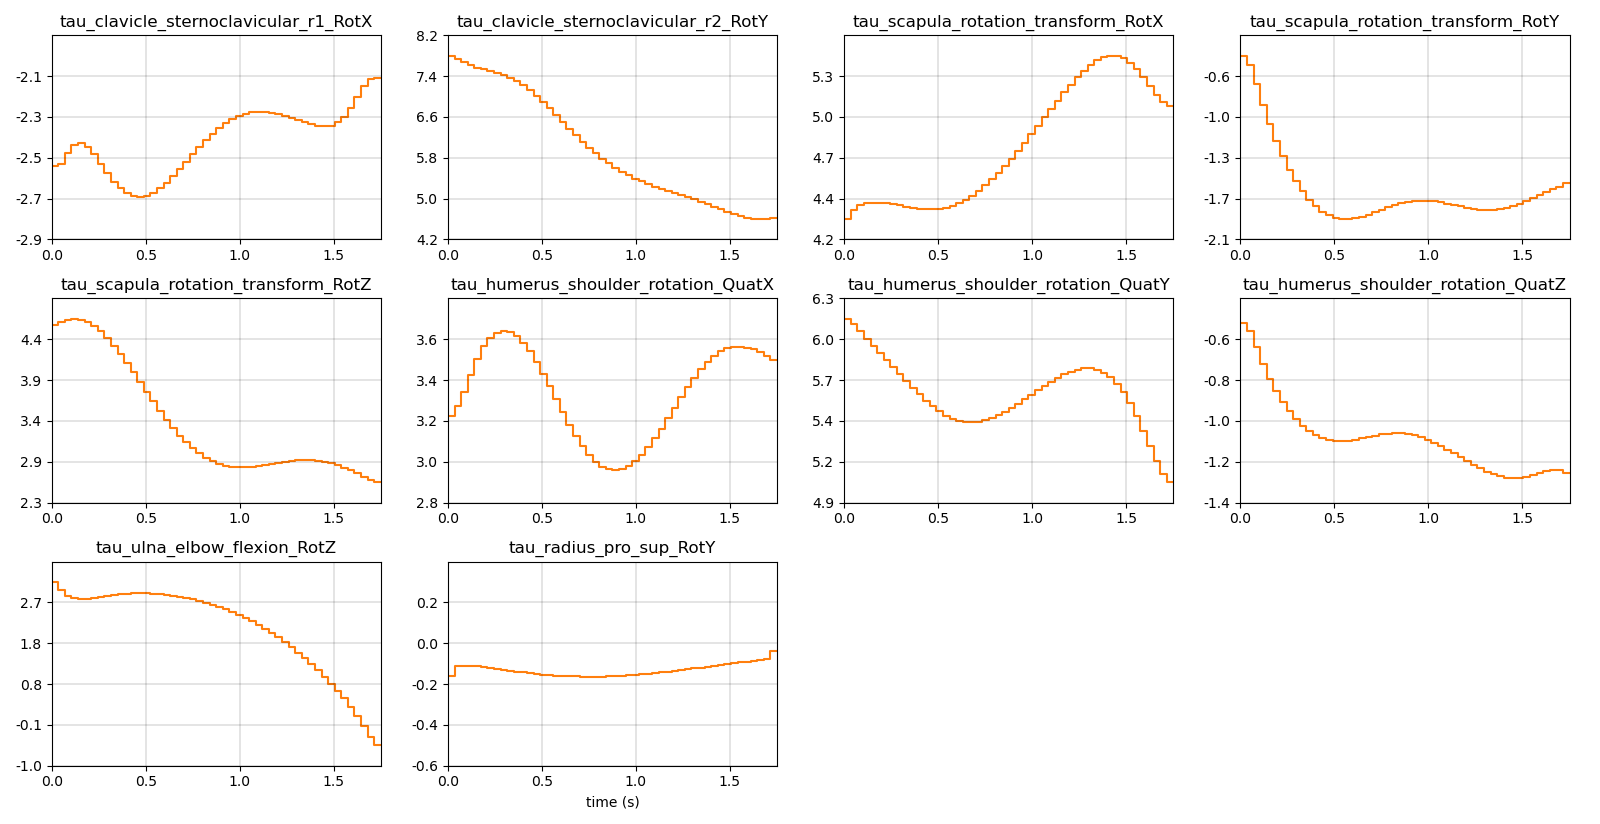 tau_clavicle_sternoclavicular_r1_RotX
tau_clavicle_sternoclavicular_r2_RotY
tau_scapula_rotation_transform_RotX
tau_scapula_rotation_transform_RotY
-2.1
-2.3
-2.5
-2.7
-2.9
0.0 0.5 1.0 1.5
8.2
7.4
6.6
5.8
5.0
4.2
0.0 0.5 1.0 1.5
5.3
5.0
4.7
4.4
4.2
0.0 0.5 1.0 1.5
-0.6
-1.0
-1.3
-1.7
-2.1
0.0 0.5 1.0 1.5
tau_scapula_rotation_transform_RotZ
tau_humerus_shoulder_rotation_QuatX
tau_humerus_shoulder_rotation_QuatY
tau_humerus_shoulder_rotation_QuatZ
4.4
3.9
3.4
2.9
2.3
0.0 0.5 1.0 1.5
3.6
3.4
3.2
3.0
2.8
0.0 0.5 1.0 1.5
6.3
6.0
5.7
5.4
5.2
4.9
0.0 0.5 1.0 1.5
-0.6
-0.8
-1.0
-1.2
-1.4
0.0 0.5 1.0 1.5
tau_ulna_elbow_flexion_RotZ
tau_radius_pro_sup_RotY
2.7
1.8
0.8
-0.1
-1.0
0.0 0.5 1.0 1.5
0.2
0.0
-0.2
-0.4
-0.6
0.0 0.5 1.0 1.5
time (s)